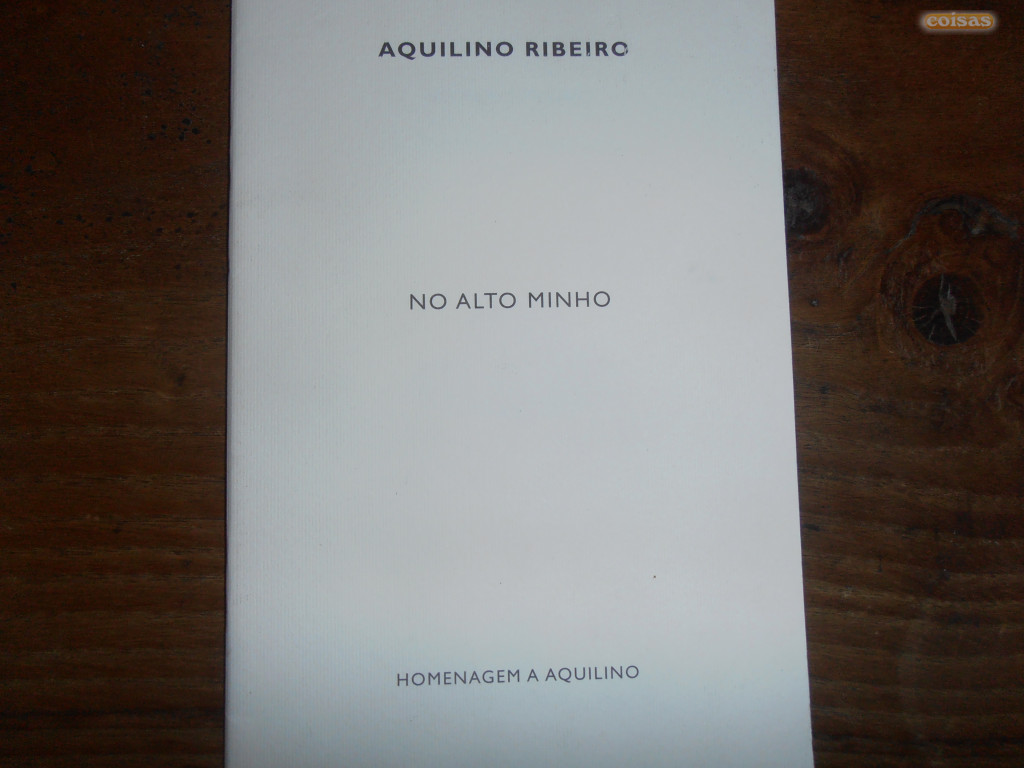 coisas
AQUILINO RIBEIRO
NO ALTO MINHO
HOMENAGEM A AQUILINO